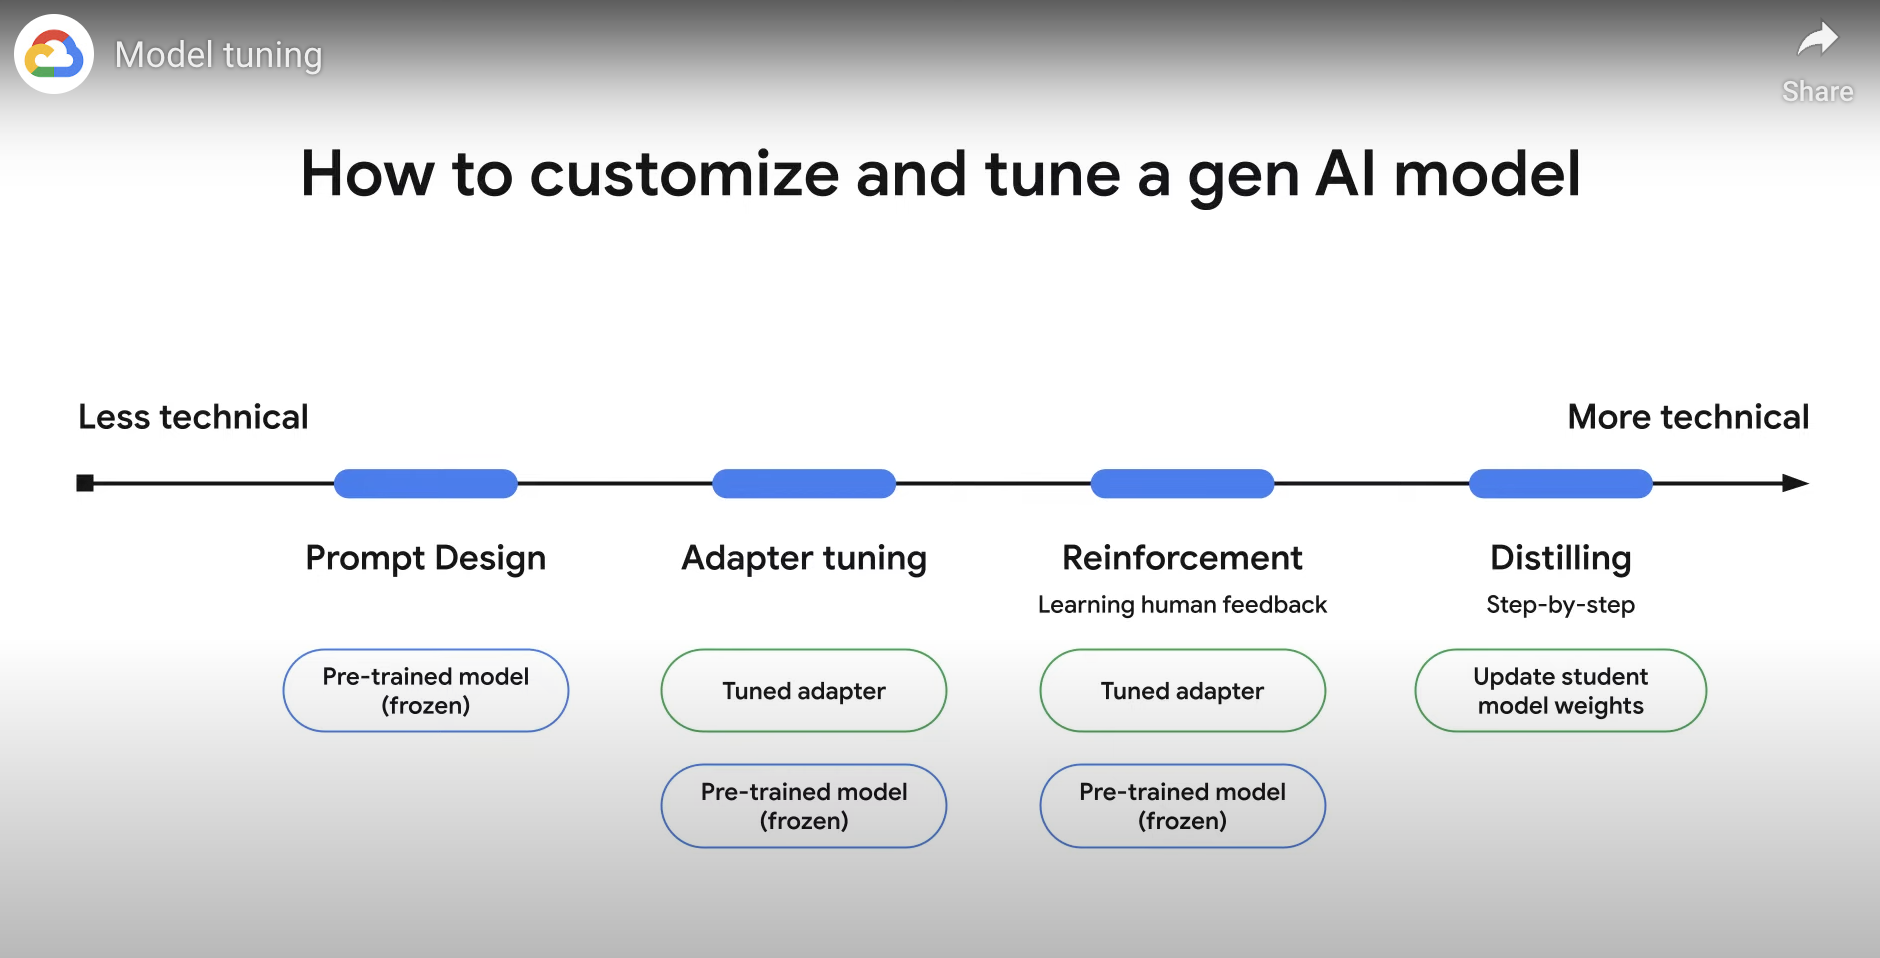 Model tuning
Share
How to customize and tune a gen AI model
Less technical
More technical
Prompt Design
Adapter tuning
Reinforcement
Distilling
Learning human feedback
Step-by-step
Pre-trained model
(frozen)
Tuned adapter
Tuned adapter
Update student
model weights
Pre-trained model
(frozen)
Pre-trained model
(frozen)